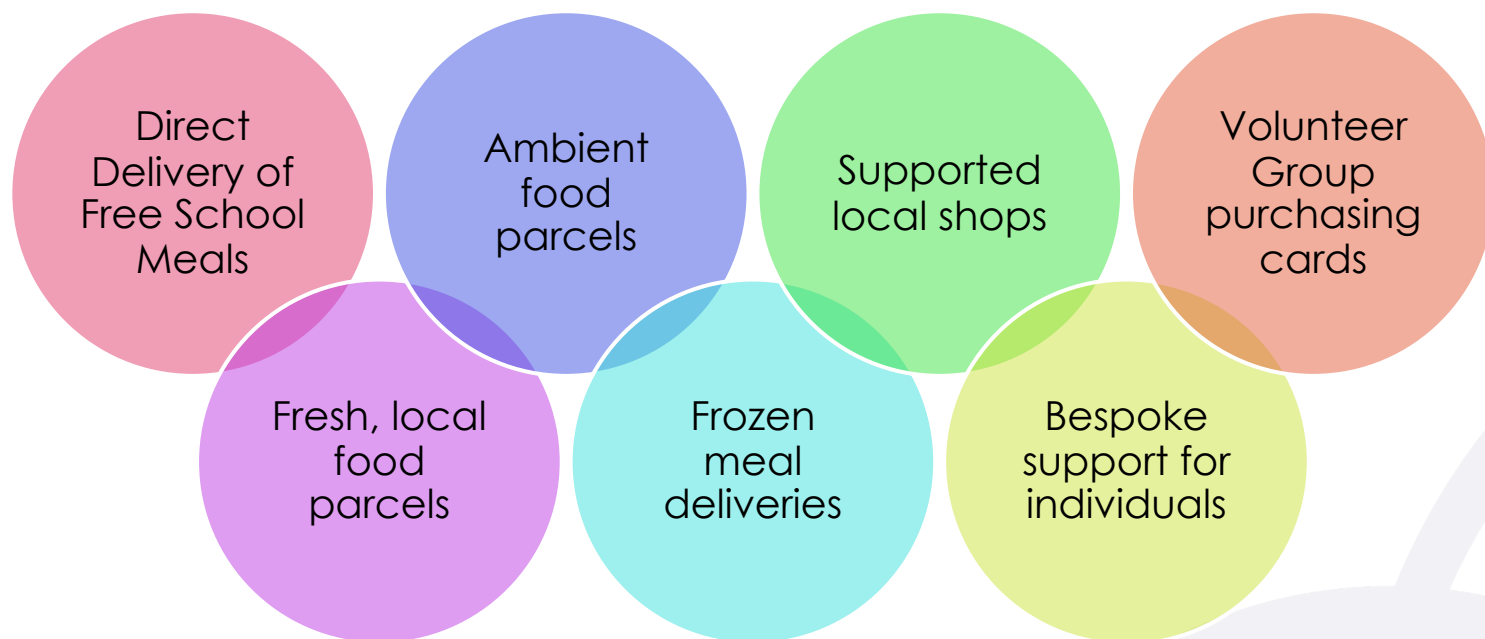 Direct
Delivery of
Free School
Meals
Ambient
food
parcels
Supported
local shops
Volunteer
Group
purchasing
cards
Fresh, local
food
parcels
Frozen
meal
deliveries
Bespoke
support for
individuals